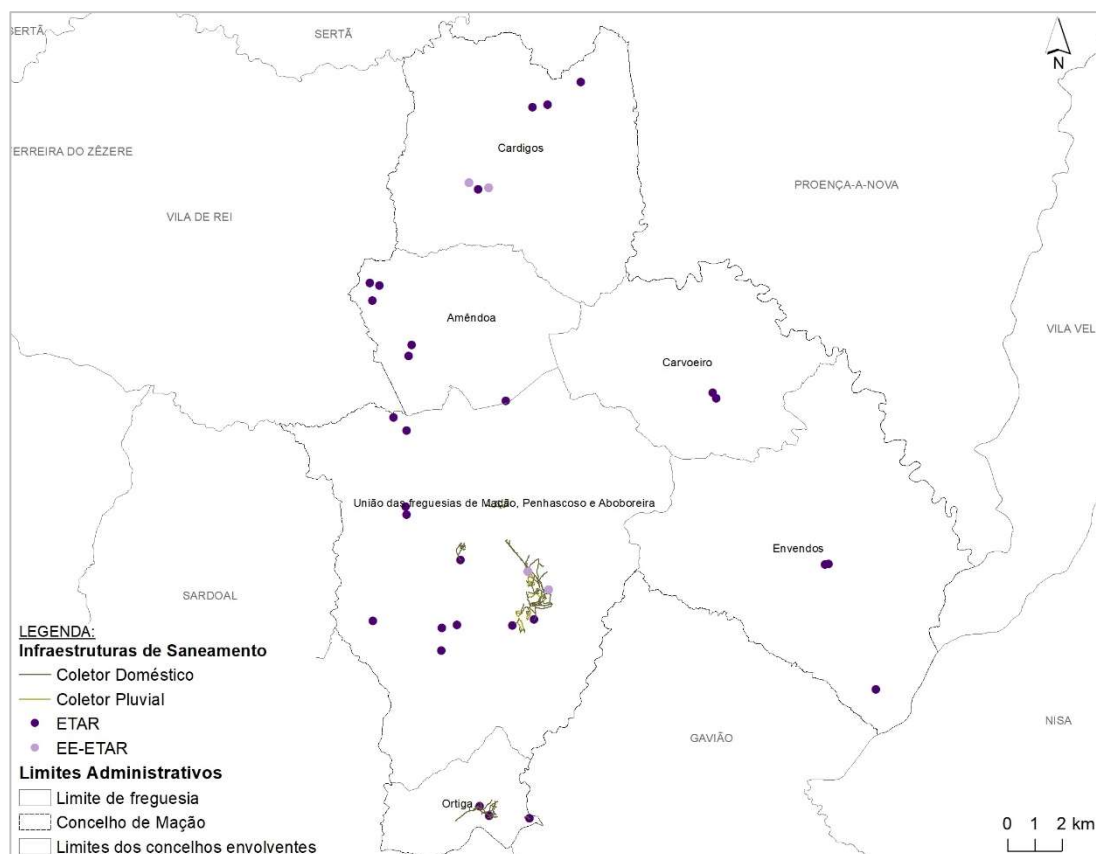 SERTÃ
SERTÃ
N
Cardigos
FERREIRA DO ZÊZERE
PROENÇA-A-NOVA
VILA DE REI
Amêndoa
VILA VEL
Carvoeiro
União das freguesias de Mação, Penhascoso e Aboboreira
Envendos
SARDOAL
LEGENDA:
Infraestruturas de Saneamento
Coletor Doméstico
Coletor Pluvial
ETAR
EE-ETAR
Limites Administrativos
Limite de freguesia
Concelho de Mação
Limites dos concelhos envolventes
NISA
GAVIÃO
Ortiga
0 1 2 km